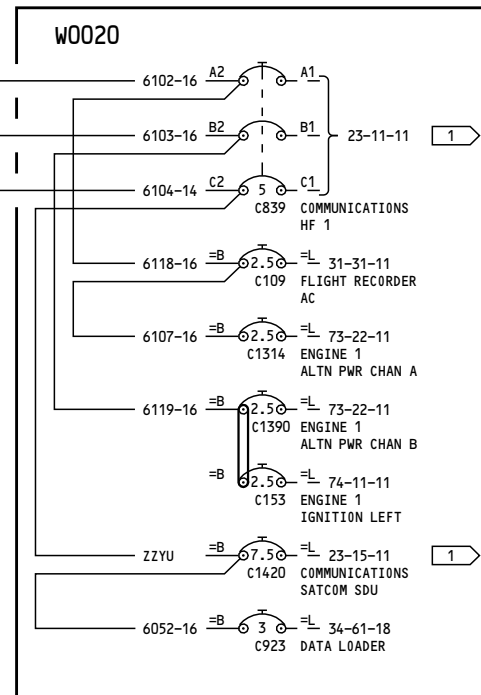 W0020
6102-16 A2 A1
6103-16 B2 B1 23-11-11 1
6104-14 C2 5 C1
C839 COMMUNICATIONS
HF 1
6118-16 =B 2.5 =L 31-31-11
C109 FLIGHT RECORDER
AC
6107-16 =B 2.5 =L 73-22-11
C1314 ENGINE 1
ALTN PWR CHAN A
6119-16 =B 2.5 =L 73-22-11
C1390 ENGINE 1
ALTN PWR CHAN B
=B 2.5 =L 74-11-11
C153 ENGINE 1
IGNITION LEFT
ZZYU =B 7.5 =L 23-15-11 1
C1420 COMMUNICATIONS
SATCOM SDU
6052-16 =B 3 =L 34-61-18
C923 DATA LOADER